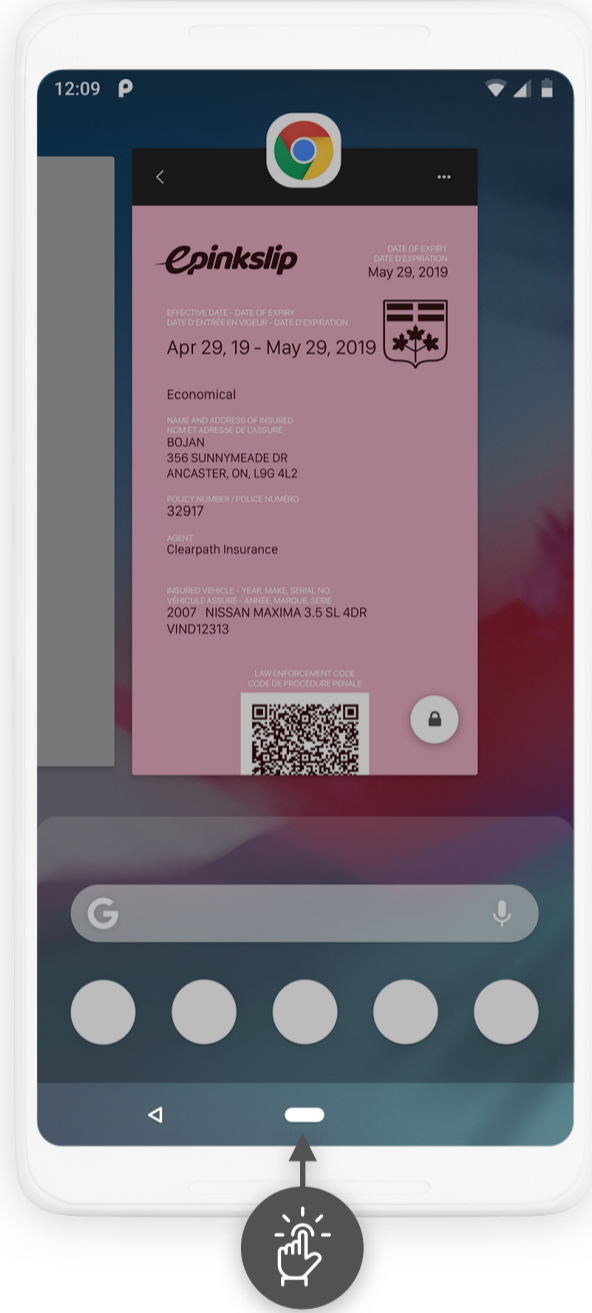 12:09
epinkslip
DATE OF EXPIRY
DATE D'EXPIRATION
May 29, 2019
EFFECTIVE DATE - DATE OF EXPIRY
DATE D'ENTRÉE EN VIGEUR - DATE D'EXPIRATION
Apr 29, 19 - May 29, 2019
Economical
NAME AND ADDRESS OF INSURED
NOM ET ADRESSE DE L'ASSURÉ
BOJAN
356 SUNNYMEADE DR
ANCASTER, ON, L9G 4L2
POLICY NUMBER / POLICE NUMÉRO
32917
AGENT
Clearpath Insurance
INSURED VEHICLE - YEAR, MAKE, SERIAL NO.
VÉHICULE ASSURÉ - ANNÉE, MARQUE, SÉRIE
2007 NISSAN MAXIMA 3.5 SL 4DR
VIND12313
LAW ENFORCEMENT CODE
CODE DE PROCÉDURE PÉNALE
G